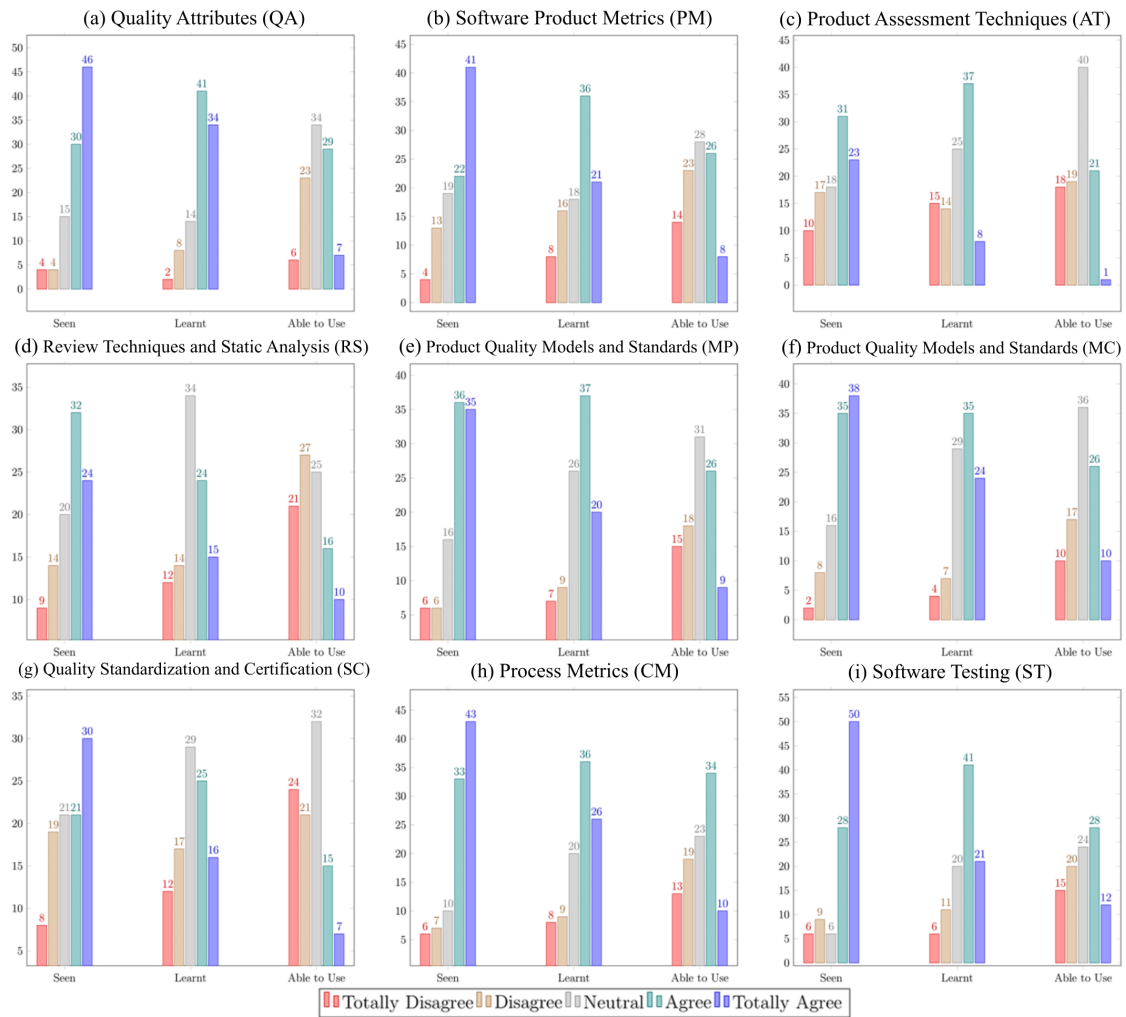 (a) Quality Attributes (QA)
50
45
40
35
30
25
20
15
10
5
0
4 4 15 30 46
2 8 14 41 34
6 23 34 29 7
Seen Learnt Able to Use
(b) Software Product Metrics (PM)
45
40
35
30
25
20
15
10
5
0
4 13 19 22 41
8 16 18 36 21
14 23 28 26 8
Seen Learnt Able to Use
(c) Product Assessment Techniques (AT)
45
40
35
30
25
20
15
10
5
0
10 17 18 31 23
15 14 25 37 8
18 19 40 21 1
Seen Learnt Able to Use
(d) Review Techniques and Static Analysis (RS)
35
30
25
20
15
10
9 14 20 32 24
12 14 34 24 15
21 27 25 16 10
Seen Learnt Able to Use
(e) Product Quality Models and Standards (MP)
40
35
30
25
20
15
10
5
6 6 16 36 35
7 9 26 37 20
15 18 31 26 9
Seen Learnt Able to Use
(f) Product Quality Models and Standards (MC)
40
35
30
25
20
15
10
5
0
2 8 16 35 38
4 7 29 35 24
10 17 36 26 10
Seen Learnt Able to Use
(g) Quality Standardization and Certification (SC)
30
25
20
15
10
5
8 19 21 21 30
12 17 29 25 16
24 21 32 15 7
Seen Learnt Able to Use
(h) Process Metrics (CM)
45
40
35
30
25
20
15
10
5
6 7 10 33 43
8 9 20 36 26
13 19 23 34 10
Seen Learnt Able to Use
(i) Software Testing (ST)
55
50
45
40
35
30
25
20
15
10
5
0
6 9 6 28 50
6 11 20 41 21
15 20 24 28 12
Seen Learnt Able to Use
Totally Disagree Disagree Neutral Agree Totally Agree